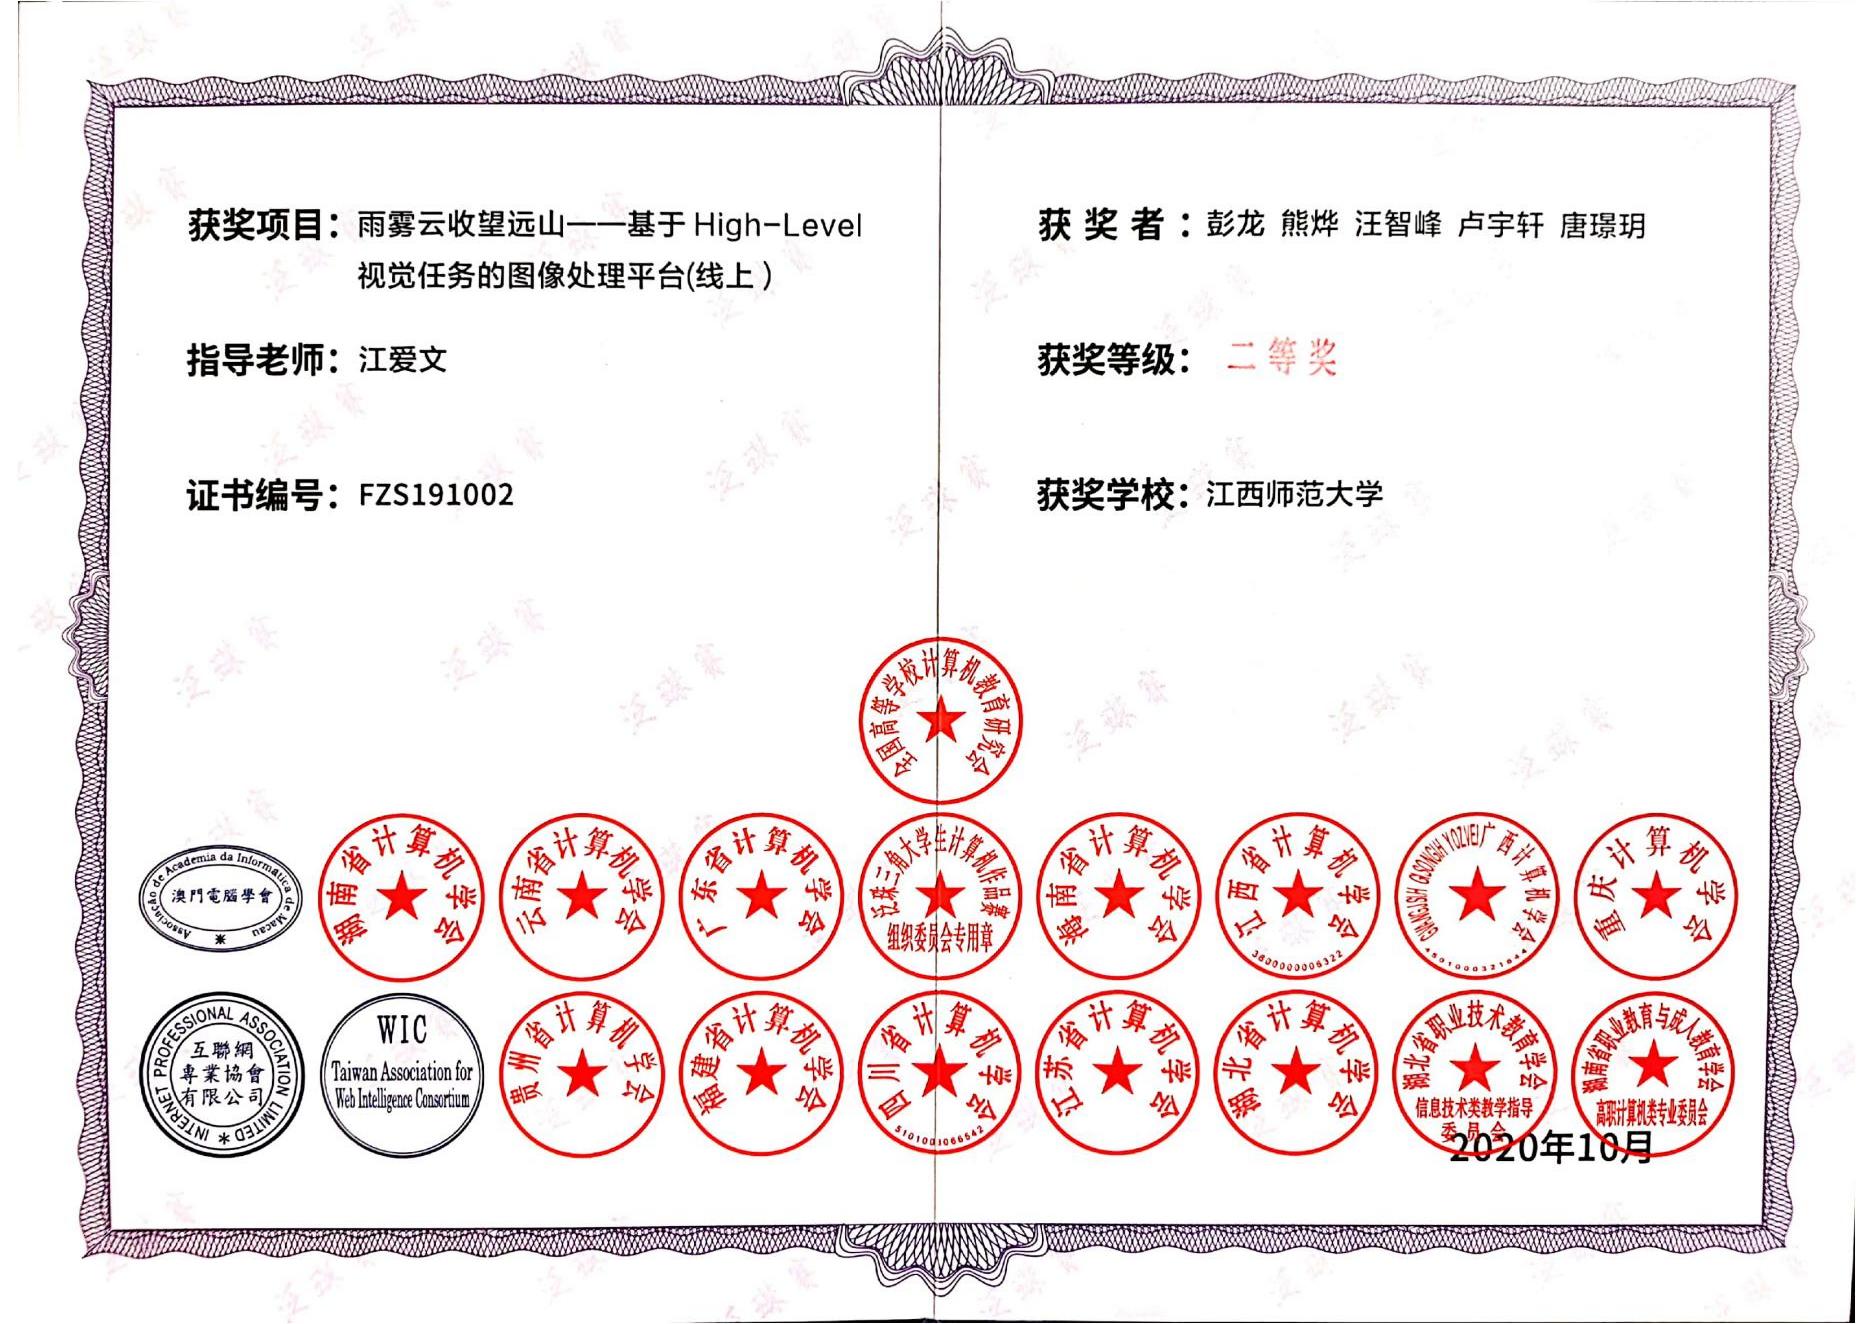 获奖项目：雨雾云收望远山——基于 High-Level
视觉任务的图像处理平台(线上)
指导老师：江爱文
证书编号：FZS191002
获奖者：彭龙 熊烨 汪智峰 卢宇轩 唐璟玥
获奖等级：二等奖
获奖学校：江西师范大学
全国高等学校计算机教育研究会
Associação de Academia da Informática de Macau
澳門電腦學會
湖南省计算机学会
云南省计算机学会
广东省计算机学会
泛珠三角大学生计算机作品赛
组织委员会专用章
海南省计算机学会
江西省计算机学会
3600000006322
广西计算机学会
重庆计算机学会
INTERNET PROFESSIONAL ASSOCIATION LIMITED
互聯網
專業協會
有限公司
WIC
Taiwan Association for
Web Intelligence Consortium
贵州省计算机学会
福建省计算机学会
四川省计算机学会
5101001066542
江苏省计算机学会
湖北省计算机学会
湖北省职业技术教育学会
信息技术类教学指导
委员会
湖南省职业教育与成人教育学会
高职计算机类专业委员会
2020年10月